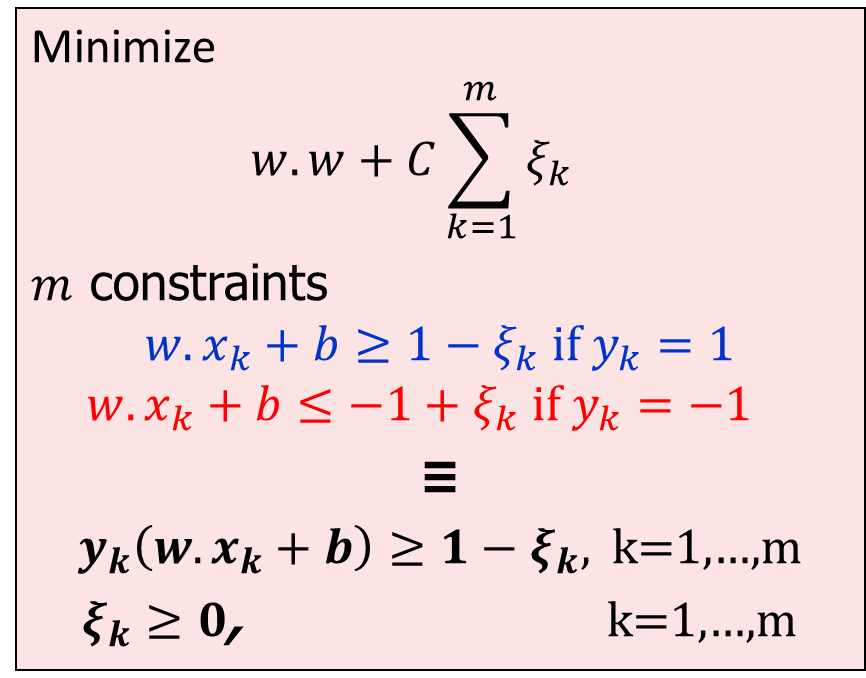 Minimize
w.w + C ∑_{k=1}^{m} ξ_k
m constraints
w.x_k + b ≥ 1 − ξ_k if y_k = 1
w.x_k + b ≤ −1 + ξ_k if y_k = −1
≡
y_k(w.x_k + b) ≥ 1 − ξ_k, k=1,...,m
ξ_k ≥ 0, k=1,...,m